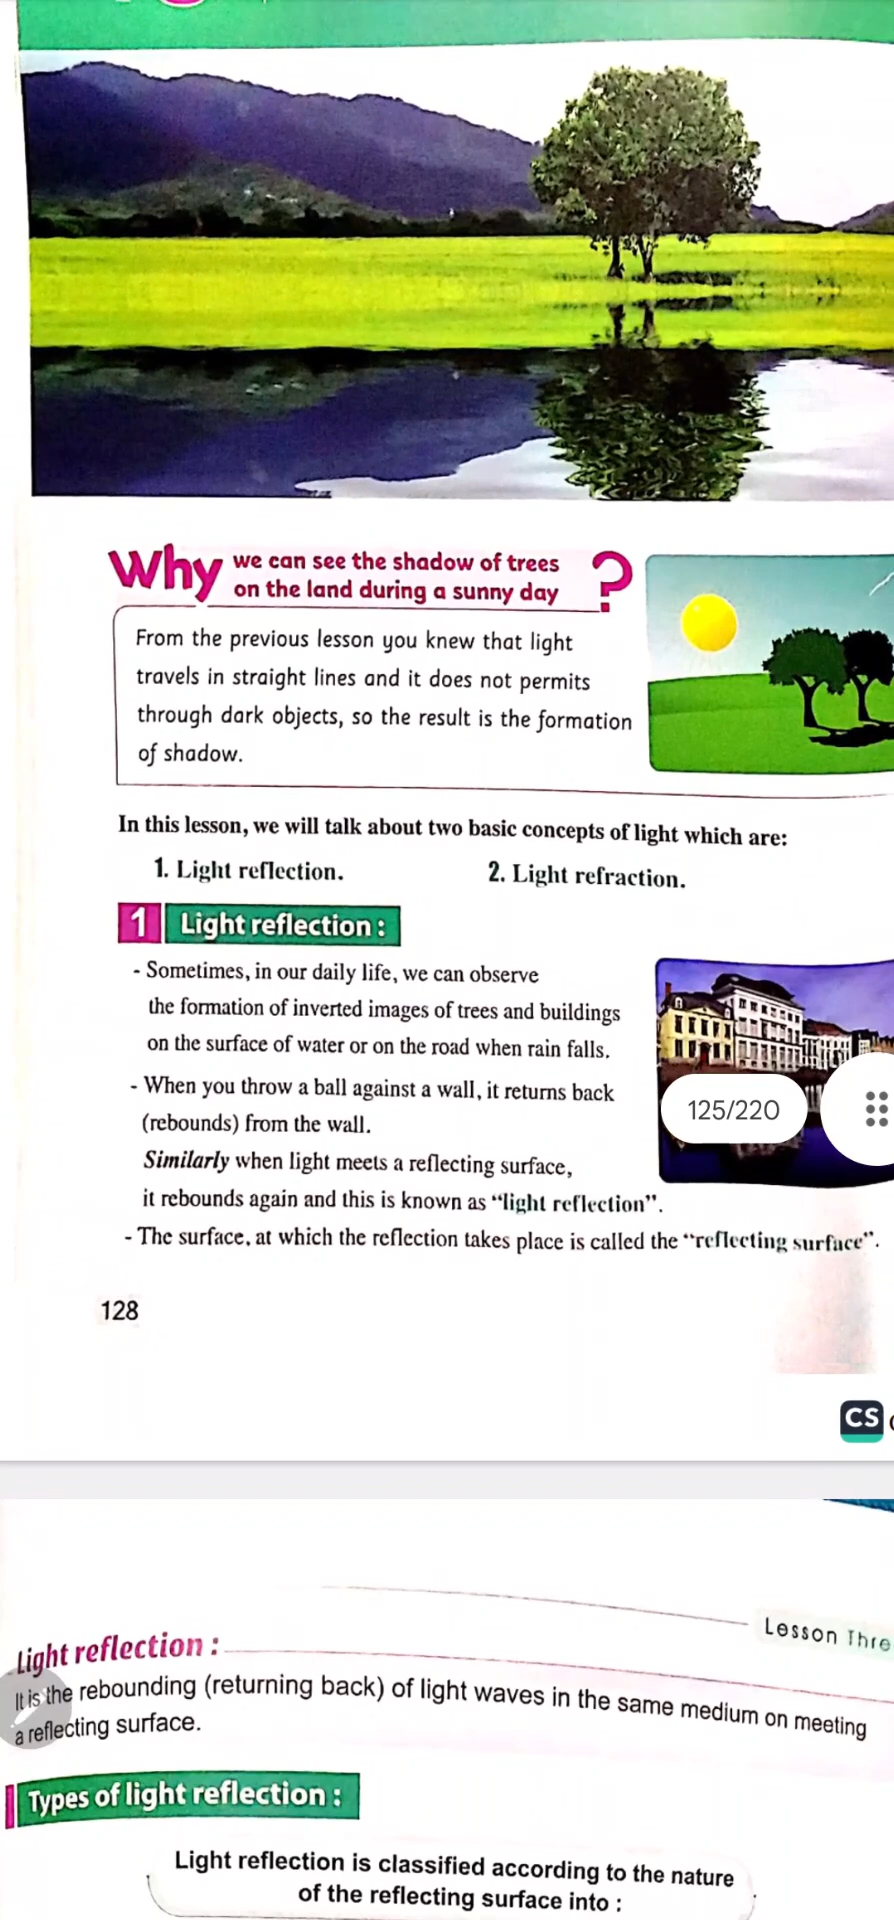 Why we can see the shadow of trees
on the land during a sunny day ?
From the previous lesson you knew that light
travels in straight lines and it does not permits
through dark objects, so the result is the formation
of shadow.
In this lesson, we will talk about two basic concepts of light which are:
1. Light reflection. 2. Light refraction.
1 Light reflection :
- Sometimes, in our daily life, we can observe
the formation of inverted images of trees and buildings
on the surface of water or on the road when rain falls.
- When you throw a ball against a wall, it returns back
(rebounds) from the wall.
125/220
Similarly when light meets a reflecting surface,
it rebounds again and this is known as "light reflection".
- The surface, at which the reflection takes place is called the "reflecting surface".
128
CS
Lesson Thre
Light reflection :
It is the rebounding (returning back) of light waves in the same medium on meeting
a reflecting surface.
Types of light reflection :
Light reflection is classified according to the nature
of the reflecting surface into :